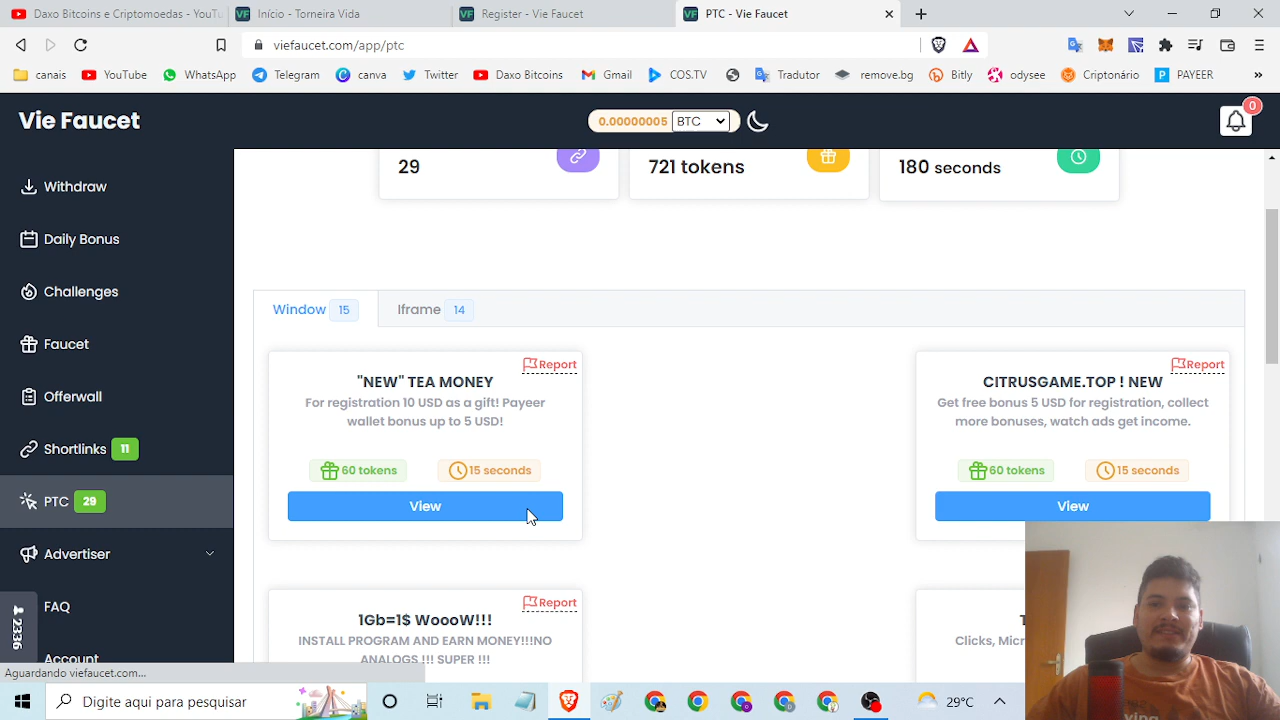 Daxo Bitcoins e Criptomoedas - YouTu
Início - Torneira Vida
Register - Vie Faucet
PTC - Vie Faucet
viefaucet.com/app/ptc
canais
YouTube
WhatsApp
Telegram
canva
Twitter
Daxo Bitcoins
Gmail
COS.TV
Tradutor
remove.bg
Bitly
odysee
Criptonário
PAYEER
»
Vie Faucet
0.00000005 BTC
0
Withdraw
Daily Bonus
Challenges
Faucet
Offerwall
Shortlinks 11
PTC 29
Advertiser
FAQ
Account
2336
29
721 tokens
180 seconds
Window 15
Iframe 14
Report
"NEW" TEA MONEY
For registration 10 USD as a gift! Payeer
wallet bonus up to 5 USD!
60 tokens
15 seconds
View
Report
CITRUSGAME.TOP ! NEW
Get free bonus 5 USD for registration, collect
more bonuses, watch ads get income.
60 tokens
15 seconds
View
Report
1Gb=1$ WoooW!!!
INSTALL PROGRAM AND EARN MONEY!!!NO
ANALOGS !!! SUPER !!!
Clicks,
Aguardando viefaucet.com...
Digite aqui para pesquisar
29°C